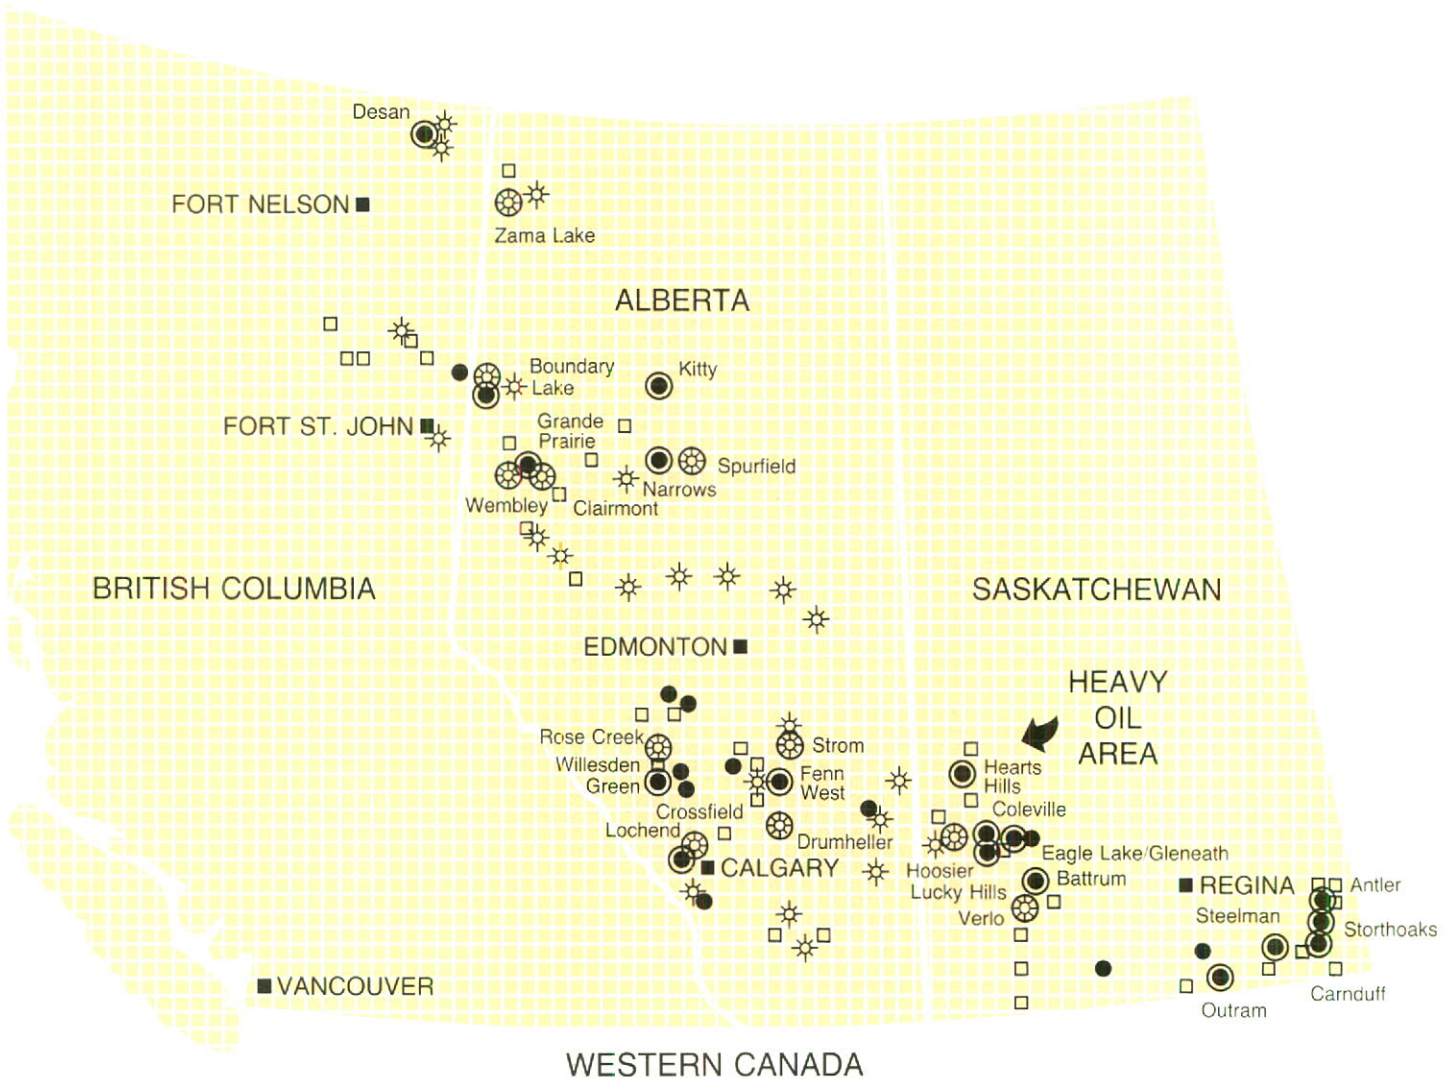 Desan
FORT NELSON
Zama Lake
ALBERTA
Boundary
Lake
Kitty
FORT ST. JOHN
Grande
Prairie
Spurfield
Narrows
Wembley
Clairmont
BRITISH COLUMBIA
SASKATCHEWAN
EDMONTON
HEAVY
OIL
AREA
Rose Creek
Strom
Willesden
Green
Fenn
West
Hearts
Hills
Crossfield
Coleville
Lochend
Drumheller
Eagle Lake/Gleneath
CALGARY
Hoosier
Battrum
Lucky Hills
REGINA
Antler
Verlo
Steelman
Storthoaks
VANCOUVER
Carnduff
Outram
WESTERN CANADA